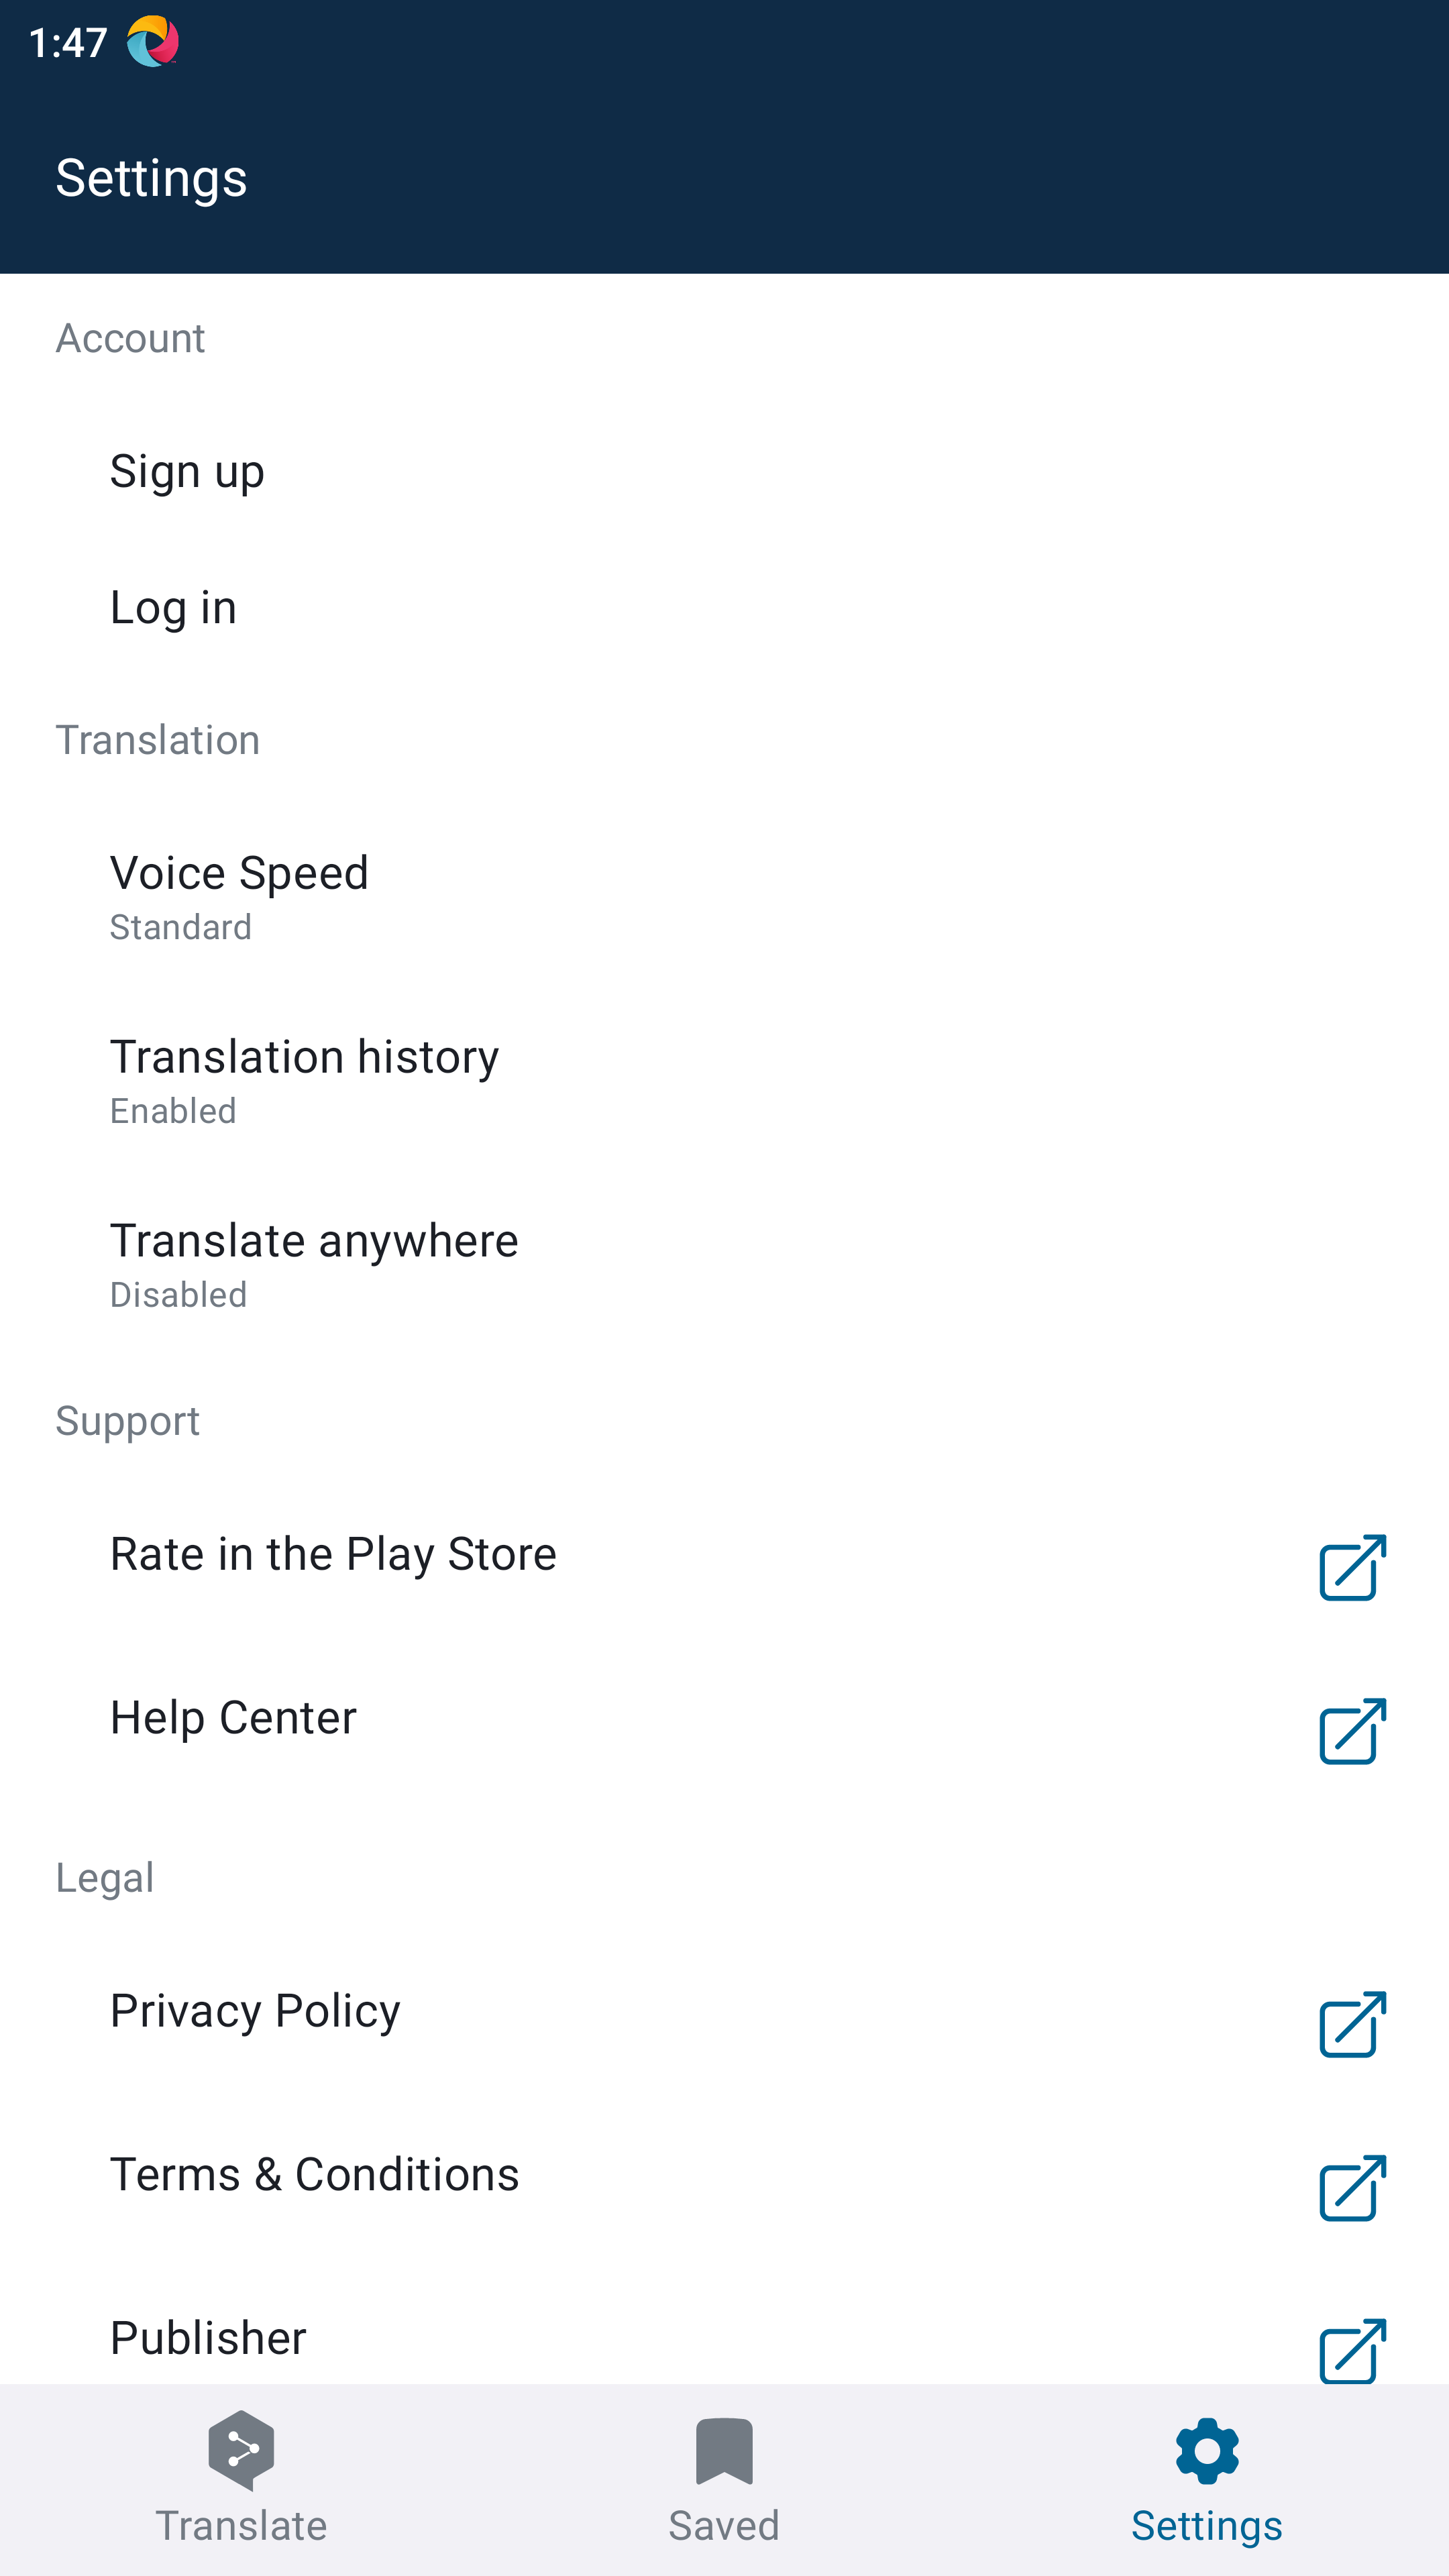 1:47
Settings
Account
Sign up
Log in
Translation
Voice Speed
Standard
Translation history
Enabled
Translate anywhere
Disabled
Support
Rate in the Play Store
Help Center
Legal
Privacy Policy
Terms & Conditions
Publisher
Translate
Saved
Settings